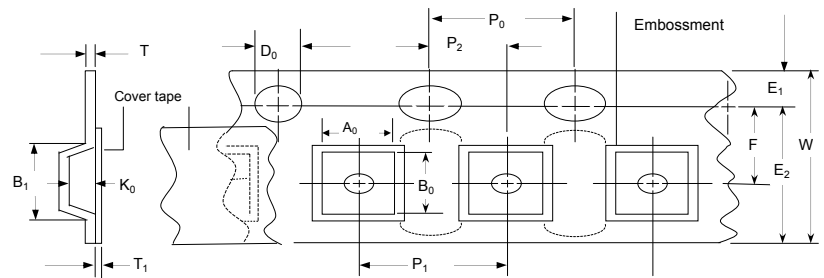 P0
Embossment
T
D0
P2
E1
Cover tape
A0
F
W
B1
K0
B0
E2
T1
P1